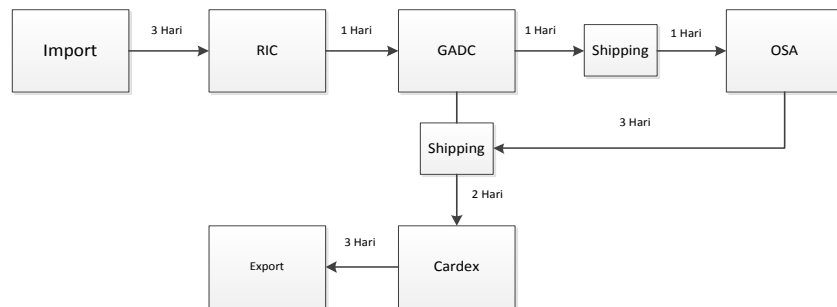 Import
3 Hari
RIC
1 Hari
GADC
1 Hari
Shipping
1 Hari
OSA
3 Hari
Shipping
2 Hari
Cardex
3 Hari
Export